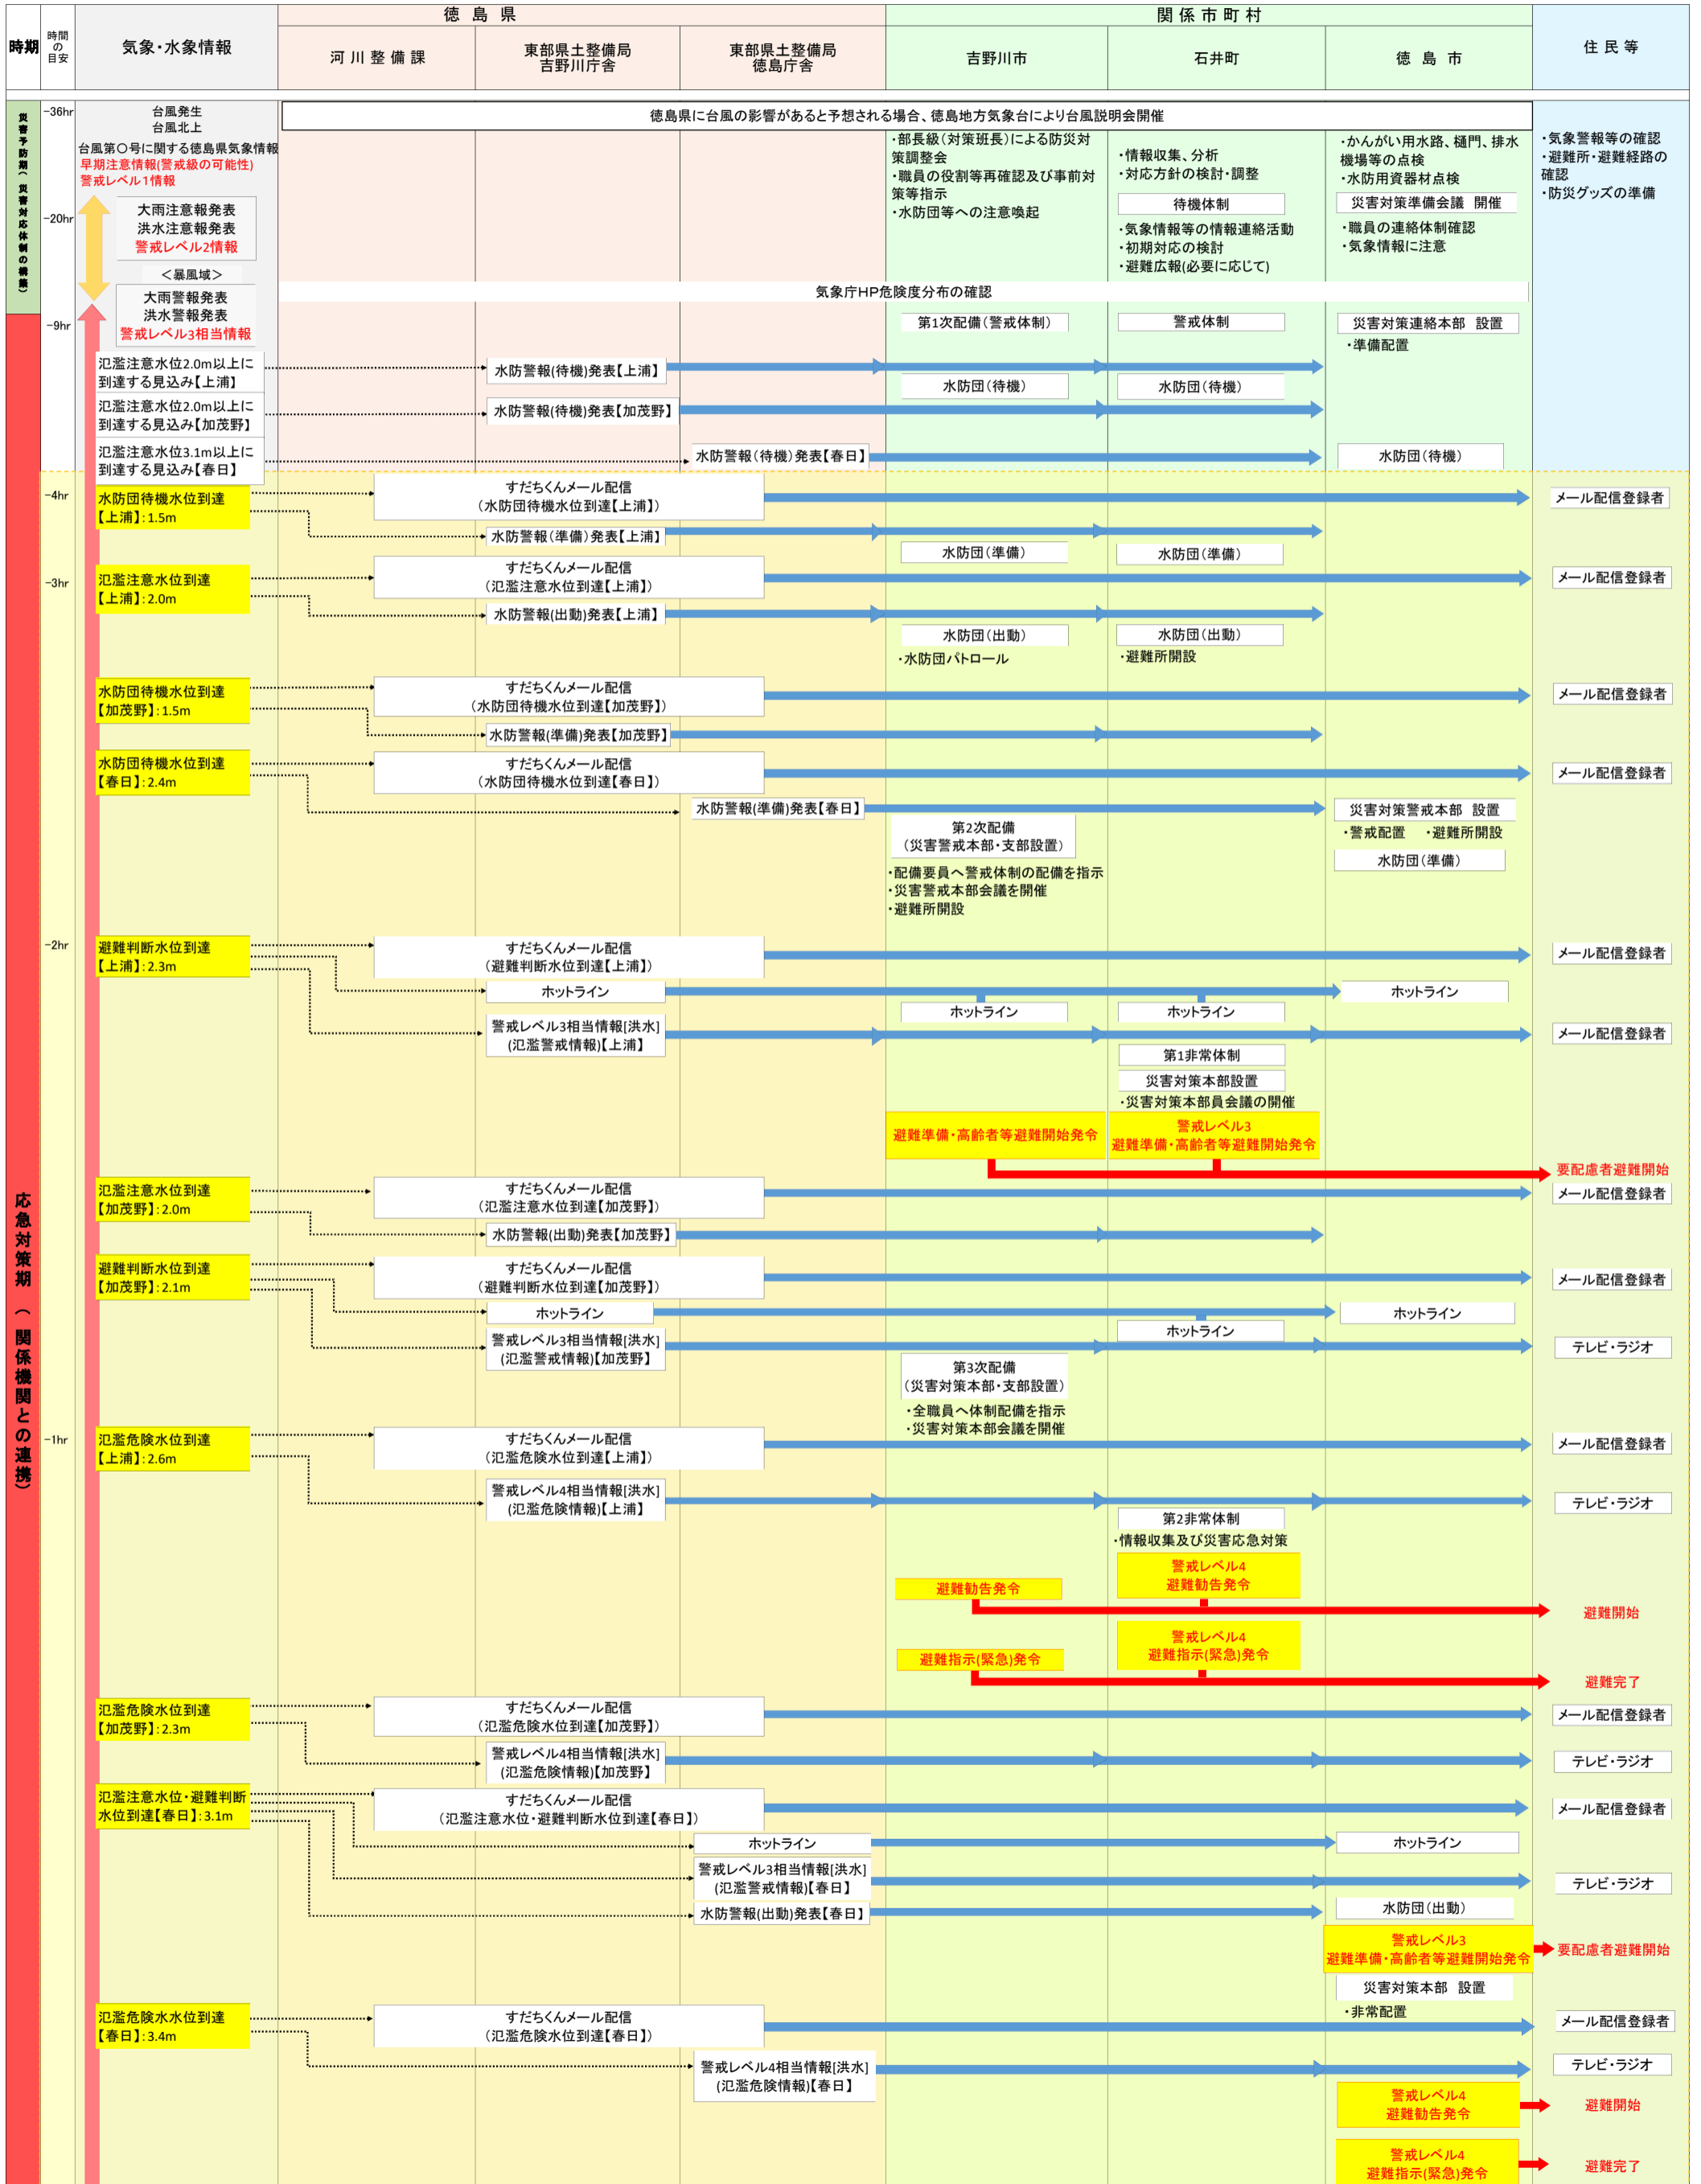 時期
時間
の
目安
気象・水象情報
徳島県
河川整備課
東部県土整備局
吉野川庁舎
東部県土整備局
徳島庁舎
関係市町村
吉野川市
石井町
徳島市
住民等
災害予防期(災害対応体制の構築)
応急対策期(関係機関との連携)
-36hr
台風発生
台風北上
台風第〇号に関する徳島県気象情報
早期注意情報(警戒級の可能性)
警戒レベル1情報
徳島県に台風の影響があると予想される場合、徳島地方気象台により台風説明会開催
・部長級(対策班長)による防災対
策調整会
・職員の役割等再確認及び事前対
策等指示
・水防団等への注意喚起
・情報収集、分析
・対応方針の検討・調整
待機体制
・気象情報等の情報連絡活動
・初期対応の検討
・避難広報(必要に応じて)
・かんがい用水路、樋門、排水
機場等の点検
・水防用資器材点検
災害対策準備会議 開催
・職員の連絡体制確認
・気象情報に注意
・気象警報等の確認
・避難所・避難経路の
確認
・防災グッズの準備
-20hr
大雨注意報発表
洪水注意報発表
警戒レベル2情報
<暴風域>
大雨警報発表
洪水警報発表
警戒レベル3相当情報
気象庁HP危険度分布の確認
-9hr
第1次配備(警戒体制)
警戒体制
災害対策連絡本部 設置
・準備配置
氾濫注意水位2.0m以上に
到達する見込み【上浦】
水防警報(待機)発表【上浦】
水防団(待機)
水防団(待機)
氾濫注意水位2.0m以上に
到達する見込み【加茂野】
水防警報(待機)発表【加茂野】
氾濫注意水位3.1m以上に
到達する見込み【春日】
水防警報(待機)発表【春日】
水防団(待機)
-4hr
水防団待機水位到達
【上浦】:1.5m
すだちくんメール配信
(水防団待機水位到達【上浦】)
メール配信登録者
水防警報(準備)発表【上浦】
水防団(準備)
水防団(準備)
-3hr
氾濫注意水位到達
【上浦】:2.0m
すだちくんメール配信
(氾濫注意水位到達【上浦】)
メール配信登録者
水防警報(出動)発表【上浦】
水防団(出動)
・水防団パトロール
水防団(出動)
・避難所開設
水防団待機水位到達
【加茂野】:1.5m
すだちくんメール配信
(水防団待機水位到達【加茂野】)
メール配信登録者
水防警報(準備)発表【加茂野】
水防団待機水位到達
【春日】:2.4m
すだちくんメール配信
(水防団待機水位到達【春日】)
メール配信登録者
水防警報(準備)発表【春日】
第2次配備
(災害警戒本部・支部設置)
・配備要員へ警戒体制の配備を指示
・災害警戒本部会議を開催
・避難所開設
災害対策警戒本部 設置
・警戒配置 ・避難所開設
水防団(準備)
-2hr
避難判断水位到達
【上浦】:2.3m
すだちくんメール配信
(避難判断水位到達【上浦】)
メール配信登録者
ホットライン
ホットライン
ホットライン
ホットライン
警戒レベル3相当情報[洪水]
(氾濫警戒情報)【上浦】
メール配信登録者
第1非常体制
災害対策本部設置
・災害対策本部員会議の開催
避難準備・高齢者等避難開始発令
警戒レベル3
避難準備・高齢者等避難開始発令
要配慮者避難開始
氾濫注意水位到達
【加茂野】:2.0m
すだちくんメール配信
(氾濫注意水位到達【加茂野】)
メール配信登録者
水防警報(出動)発表【加茂野】
避難判断水位到達
【加茂野】:2.1m
すだちくんメール配信
(避難判断水位到達【加茂野】)
メール配信登録者
ホットライン
ホットライン
ホットライン
警戒レベル3相当情報[洪水]
(氾濫警戒情報)【加茂野】
テレビ・ラジオ
第3次配備
(災害対策本部・支部設置)
・全職員へ体制配備を指示
・災害対策本部会議を開催
-1hr
氾濫危険水位到達
【上浦】:2.6m
すだちくんメール配信
(氾濫危険水位到達【上浦】)
メール配信登録者
警戒レベル4相当情報[洪水]
(氾濫危険情報)【上浦】
テレビ・ラジオ
第2非常体制
・情報収集及び災害応急対策
避難勧告発令
警戒レベル4
避難勧告発令
避難開始
避難指示(緊急)発令
警戒レベル4
避難指示(緊急)発令
避難完了
氾濫危険水位到達
【加茂野】:2.3m
すだちくんメール配信
(氾濫危険水位到達【加茂野】)
メール配信登録者
警戒レベル4相当情報[洪水]
(氾濫危険情報)【加茂野】
テレビ・ラジオ
氾濫注意水位・避難判断
水位到達【春日】:3.1m
すだちくんメール配信
(氾濫注意水位・避難判断水位到達【春日】)
メール配信登録者
ホットライン
ホットライン
警戒レベル3相当情報[洪水]
(氾濫警戒情報)【春日】
テレビ・ラジオ
水防警報(出動)発表【春日】
水防団(出動)
警戒レベル3
避難準備・高齢者等避難開始発令
要配慮者避難開始
災害対策本部 設置
・非常配置
氾濫危険水水位到達
【春日】:3.4m
すだちくんメール配信
(氾濫危険水位到達【春日】)
メール配信登録者
警戒レベル4相当情報[洪水]
(氾濫危険情報)【春日】
テレビ・ラジオ
警戒レベル4
避難勧告発令
避難開始
警戒レベル4
避難指示(緊急)発令
避難完了